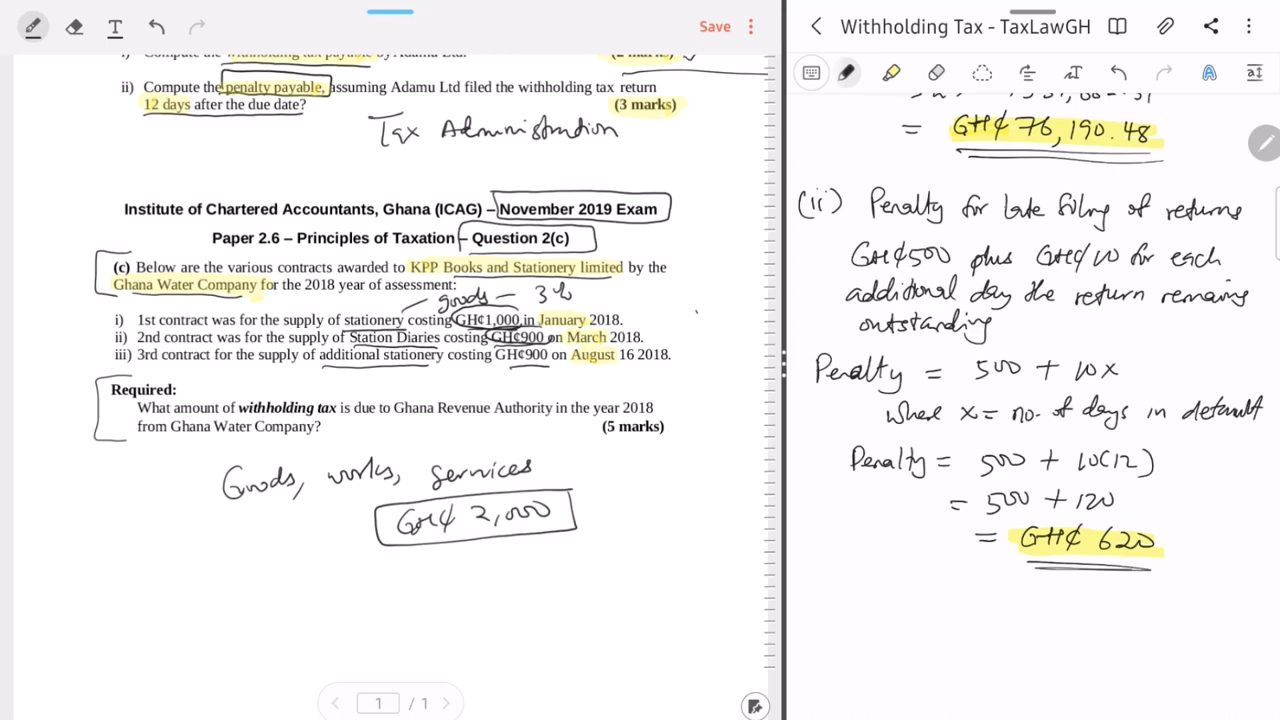 Save
ii) Compute the penalty payable, assuming Adamu Ltd filed the withholding tax return
12 days after the due date?
(3 marks)
Tax Administration
Institute of Chartered Accountants, Ghana (ICAG) – November 2019 Exam
Paper 2.6 – Principles of Taxation – Question 2(c)
(c) Below are the various contracts awarded to KPP Books and Stationery limited by the
Ghana Water Company for the 2018 year of assessment:
goods – 3%
i) 1st contract was for the supply of stationery costing GH¢1,000 in January 2018.
ii) 2nd contract was for the supply of Station Diaries costing GH¢900 on March 2018.
iii) 3rd contract for the supply of additional stationery costing GH¢900 on August 16 2018.
Required:
What amount of withholding tax is due to Ghana Revenue Authority in the year 2018
from Ghana Water Company?
(5 marks)
Goods, works, services
GH¢ 2,000
1 / 1
Withholding Tax - TaxLawGH
= GH¢ 76,190.48
(ii) Penalty for late filing of returns
GH¢500 plus GH¢10 for each
additional day the return remains
outstanding
Penalty = 500 + 10x
where x = no. of days in default
Penalty = 500 + 10(12)
= 500 + 120
= GH¢ 620